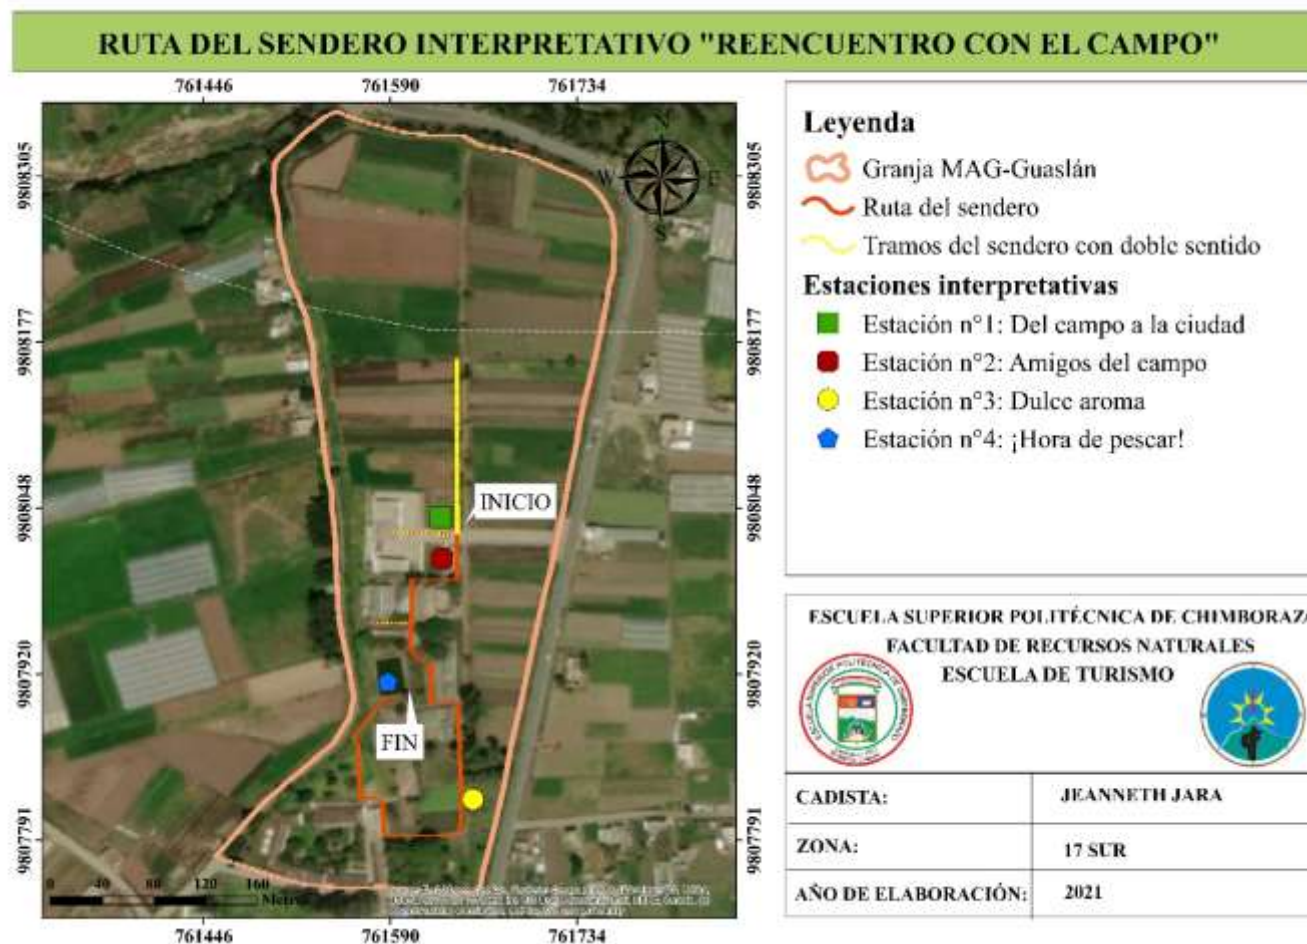 RUTA DEL SENDERO INTERPRETATIVO "REENCUENTRO CON EL CAMPO"
761446 761590 761734
9808305 9808305
9808177 9808177
9808048 9808048
9807920 9807920
9807791 9807791
N
W E
S
INICIO
FIN
0 40 80 120 160
761446 761590 761734
Leyenda
Granja MAG-Guaslán
Ruta del sendero
Tramos del sendero con doble sentido
Estaciones interpretativas
Estación n°1: Del campo a la ciudad
Estación n°2: Amigos del campo
Estación n°3: Dulce aroma
Estación n°4: ¡Hora de pescar!
ESCUELA SUPERIOR POLITÉCNICA DE CHIMBORAZ
FACULTAD DE RECURSOS NATURALES
ESCUELA DE TURISMO
CADISTA: JEANNETH JARA
ZONA: 17 SUR
AÑO DE ELABORACIÓN: 2021